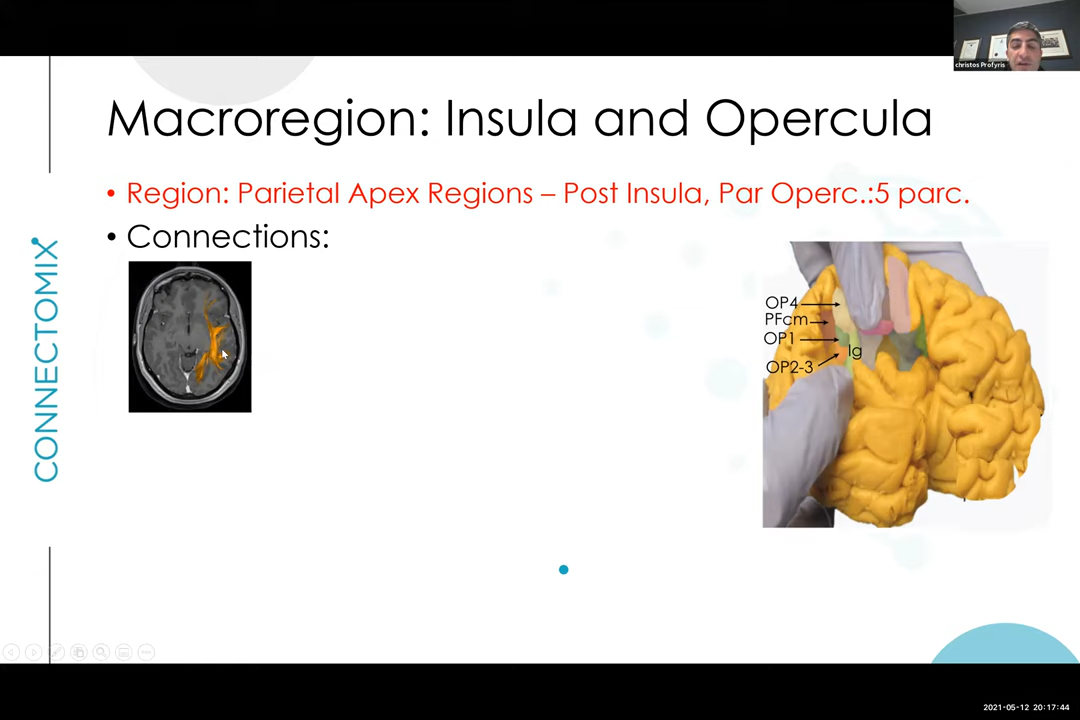 christos Profyris
Macroregion: Insula and Opercula
• Region: Parietal Apex Regions – Post Insula, Par Operc.:5 parc.
• Connections:
CONNECTOMIX
OP4
PFcm
OP1
Ig
OP2-3
2021-05-12 20:17:44